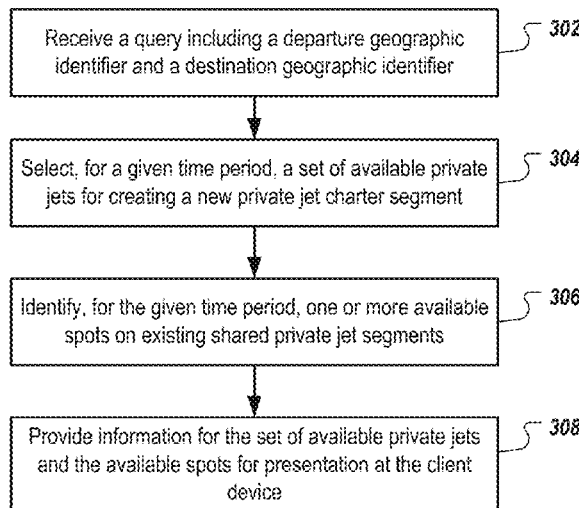 Receive a query including a departure geographic
identifier and a destination geographic identifier
302
Select, for a given time period, a set of available private
jets for creating a new private jet charter segment
304
Identify, for the given time period, one or more available
spots on existing shared private jet segments
306
Provide information for the set of available private jets
and the available spots for presentation at the client
device
308